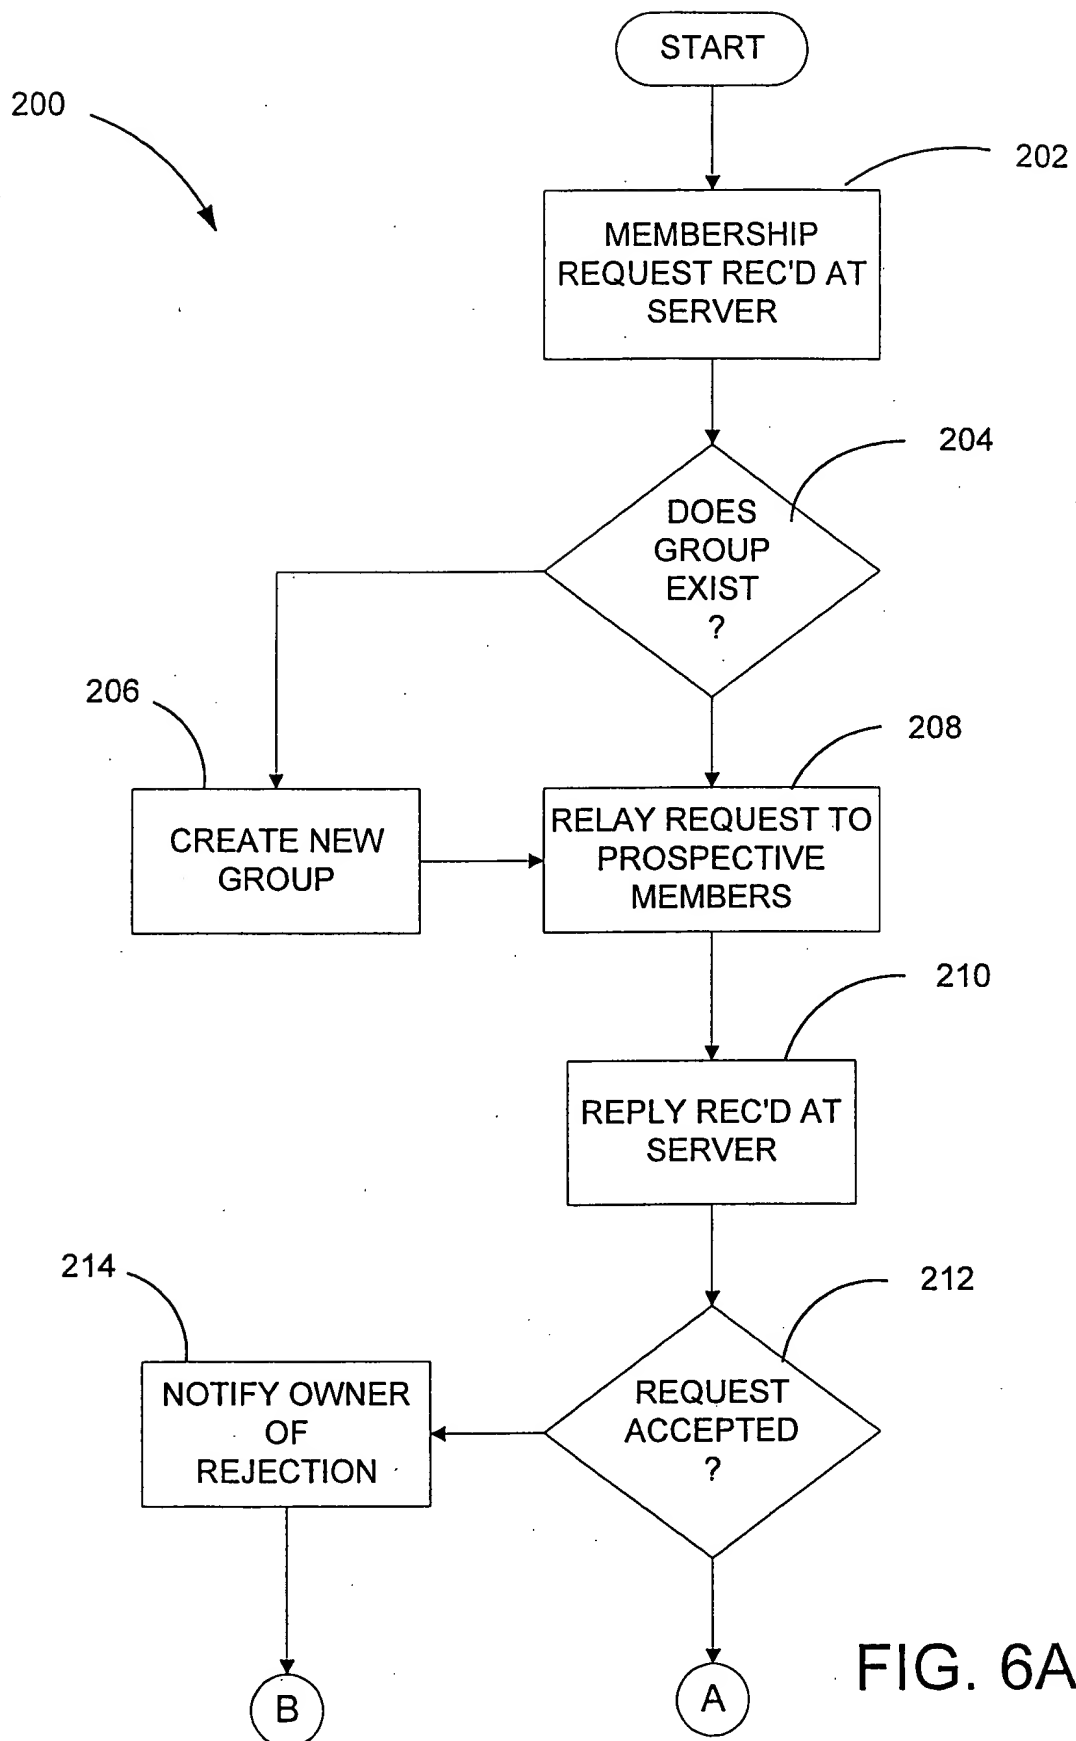 START
200
202
MEMBERSHIP
REQUEST REC'D AT
SERVER
204
DOES
GROUP
EXIST
?
206
208
CREATE NEW
GROUP
RELAY REQUEST TO
PROSPECTIVE
MEMBERS
210
REPLY REC'D AT
SERVER
214
212
NOTIFY OWNER
OF
REJECTION
REQUEST
ACCEPTED
?
B
A
FIG. 6A